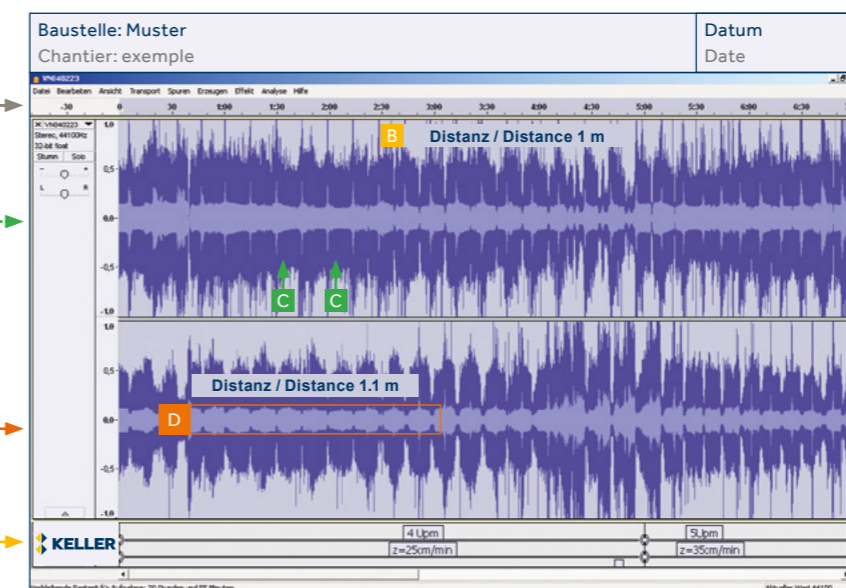 Baustelle: Muster
Datum
Chantier: exemple
Date
VN640223
Datei Bearbeiten Ansicht Transport Spuren Erzeugen Effekt Analyse Hilfe
-30 0 30 1:00 1:30 2:00 2:30 3:00 3:30 4:00 4:30 5:00 5:30 6:00 6:30
VN640223
Stereo, 44100Hz
32-bit float
Stumm Solo
- +
L R
1,0
0,5-
0,0-
-0,5-
-1,0
B Distanz / Distance 1 m
C C
1,0
0,5-
0,0-
-0,5-
-1,0
Distanz / Distance 1.1 m
D
KELLER
4 Upm
5Upm
z=25cm/min
z=35cm/min